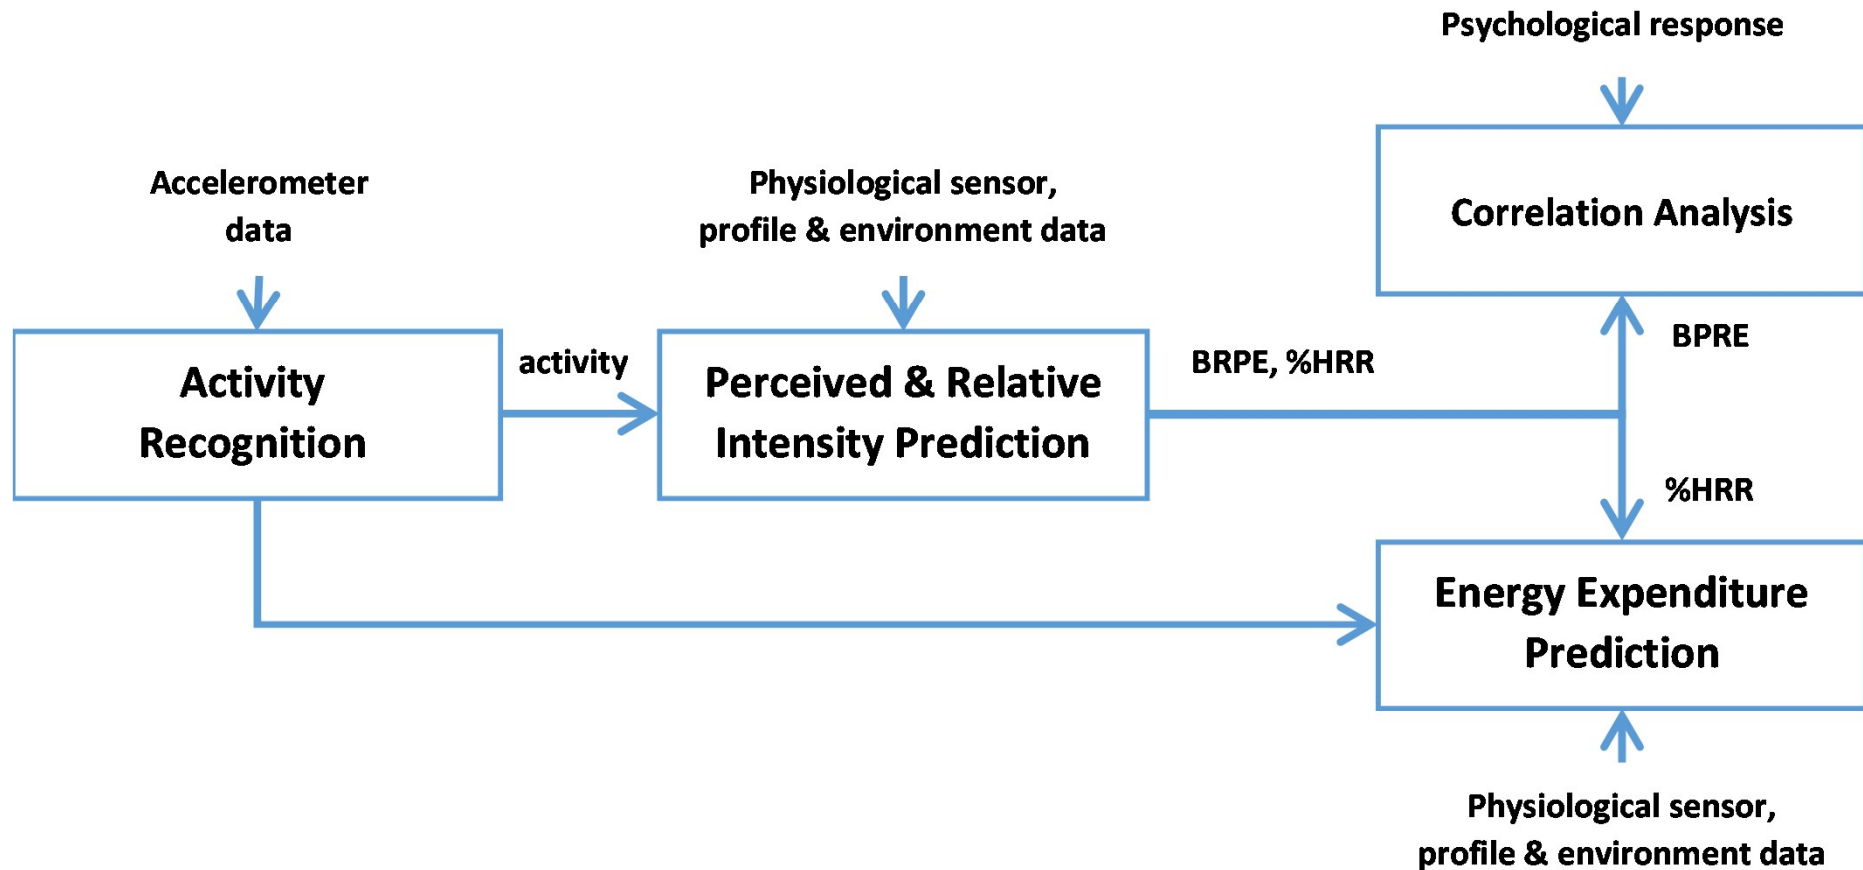 Psychological response
Correlation Analysis
Accelerometer
data
Physiological sensor,
profile & environment data
Activity
Recognition
activity
Perceived & Relative
Intensity Prediction
BRPE, %HRR
BPRE
%HRR
Energy Expenditure
Prediction
Physiological sensor,
profile & environment data